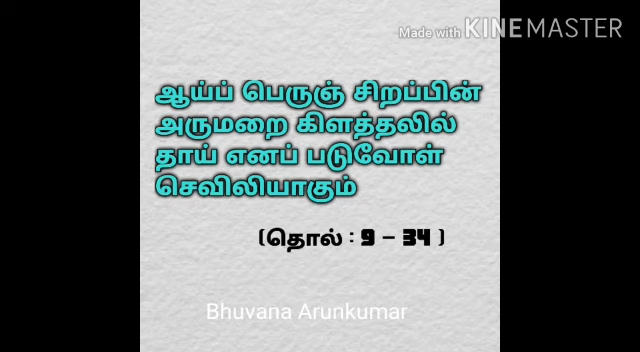 Made with KINEMASTER
ஆய்ப் பெருஞ் சிறப்பின்
அருமறை கிளத்தலில்
தாய் எனப் படுவோள்
செவிலியாகும்
(தொல் : 9 - 34 )
Bhuvana Arunkumar